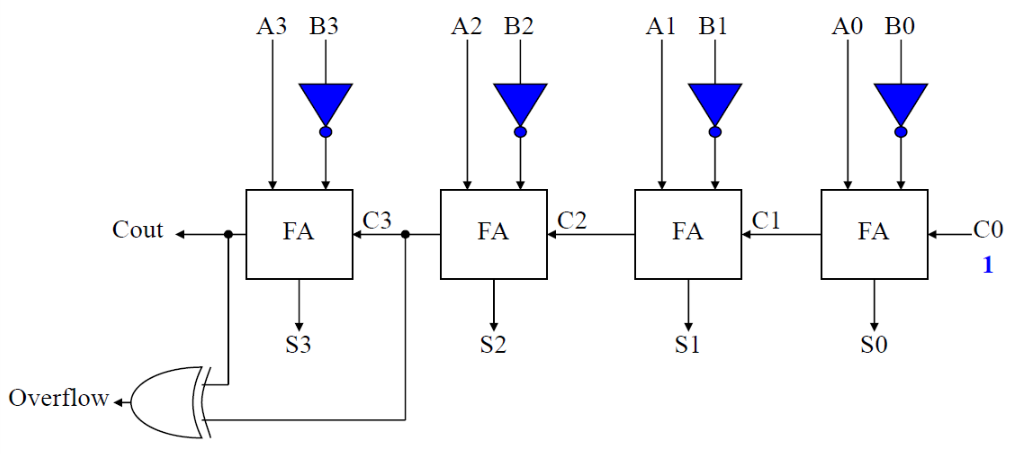 A3 B3 A2 B2 A1 B1 A0 B0
Cout FA C3 FA C2 FA C1 FA C0
1
S3 S2 S1 S0
Overflow